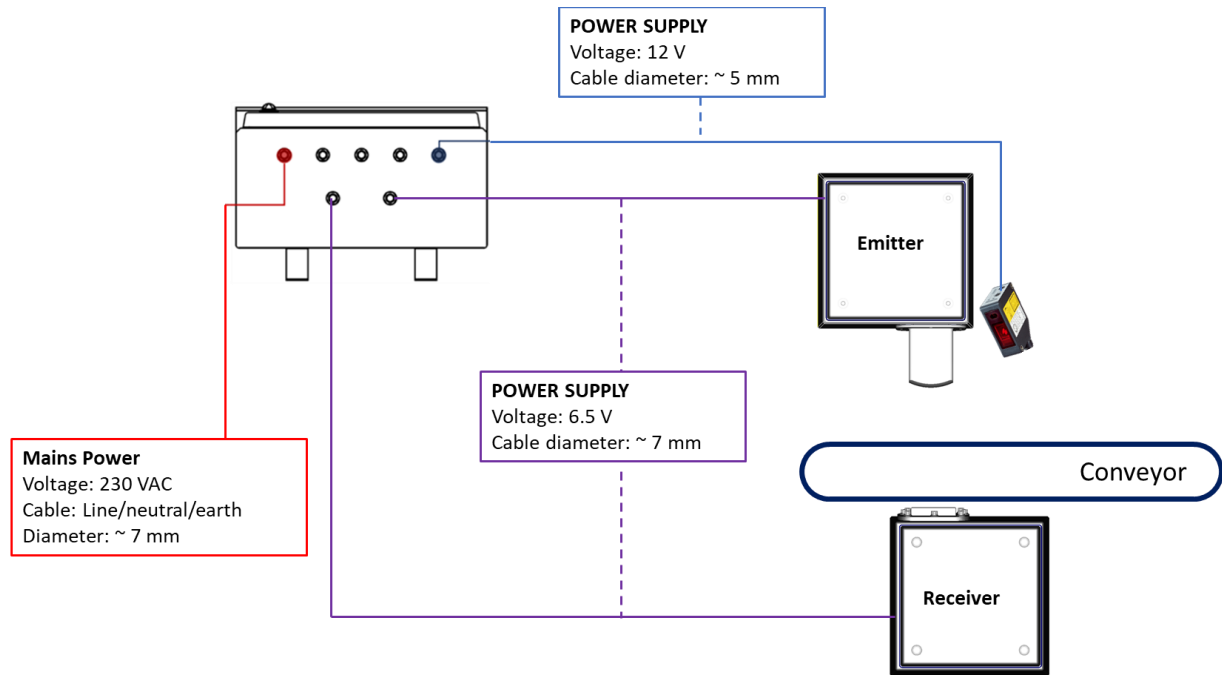 POWER SUPPLY
Voltage: 12 V
Cable diameter: ~ 5 mm
Emitter
POWER SUPPLY
Voltage: 6.5 V
Cable diameter: ~ 7 mm
Mains Power
Voltage: 230 VAC
Cable: Line/neutral/earth
Diameter: ~ 7 mm
Conveyor
Receiver